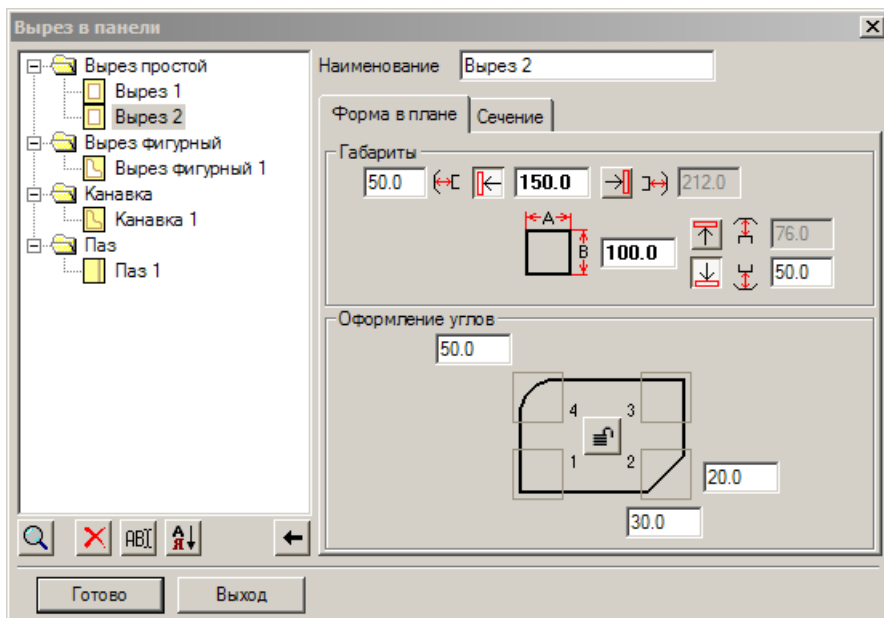 Вырез в панели
Вырез простой
Вырез 1
Вырез 2
Вырез фигурный
Вырез фигурный 1
Канавка
Канавка 1
Паз
Паз 1
Наименование Вырез 2
Форма в плане Сечение
Габариты
50.0 150.0 212.0
A
B 100.0 76.0
50.0
Оформление углов
50.0
4 3
1 2
20.0
30.0
ABI АЯ
Готово Выход